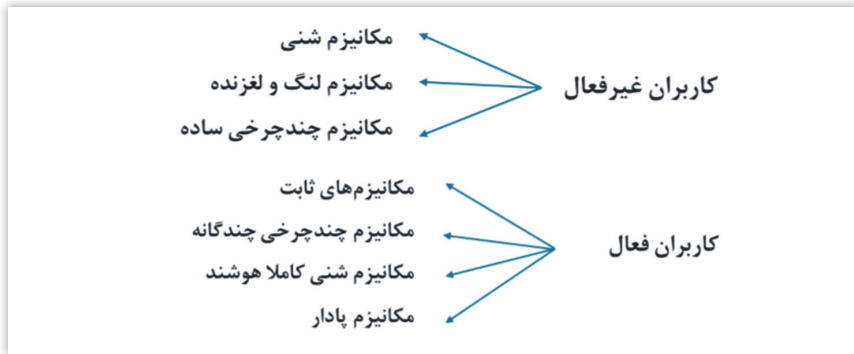 کاربران غیرفعال
مکانیزم شنی
مکانیزم لنگ و لغزنده
مکانیزم چندچرخی ساده
کاربران فعال
مکانیزم‌های ثابت
مکانیزم چندچرخی چندگانه
مکانیزم شنی کاملا هوشند
مکانیزم پادار